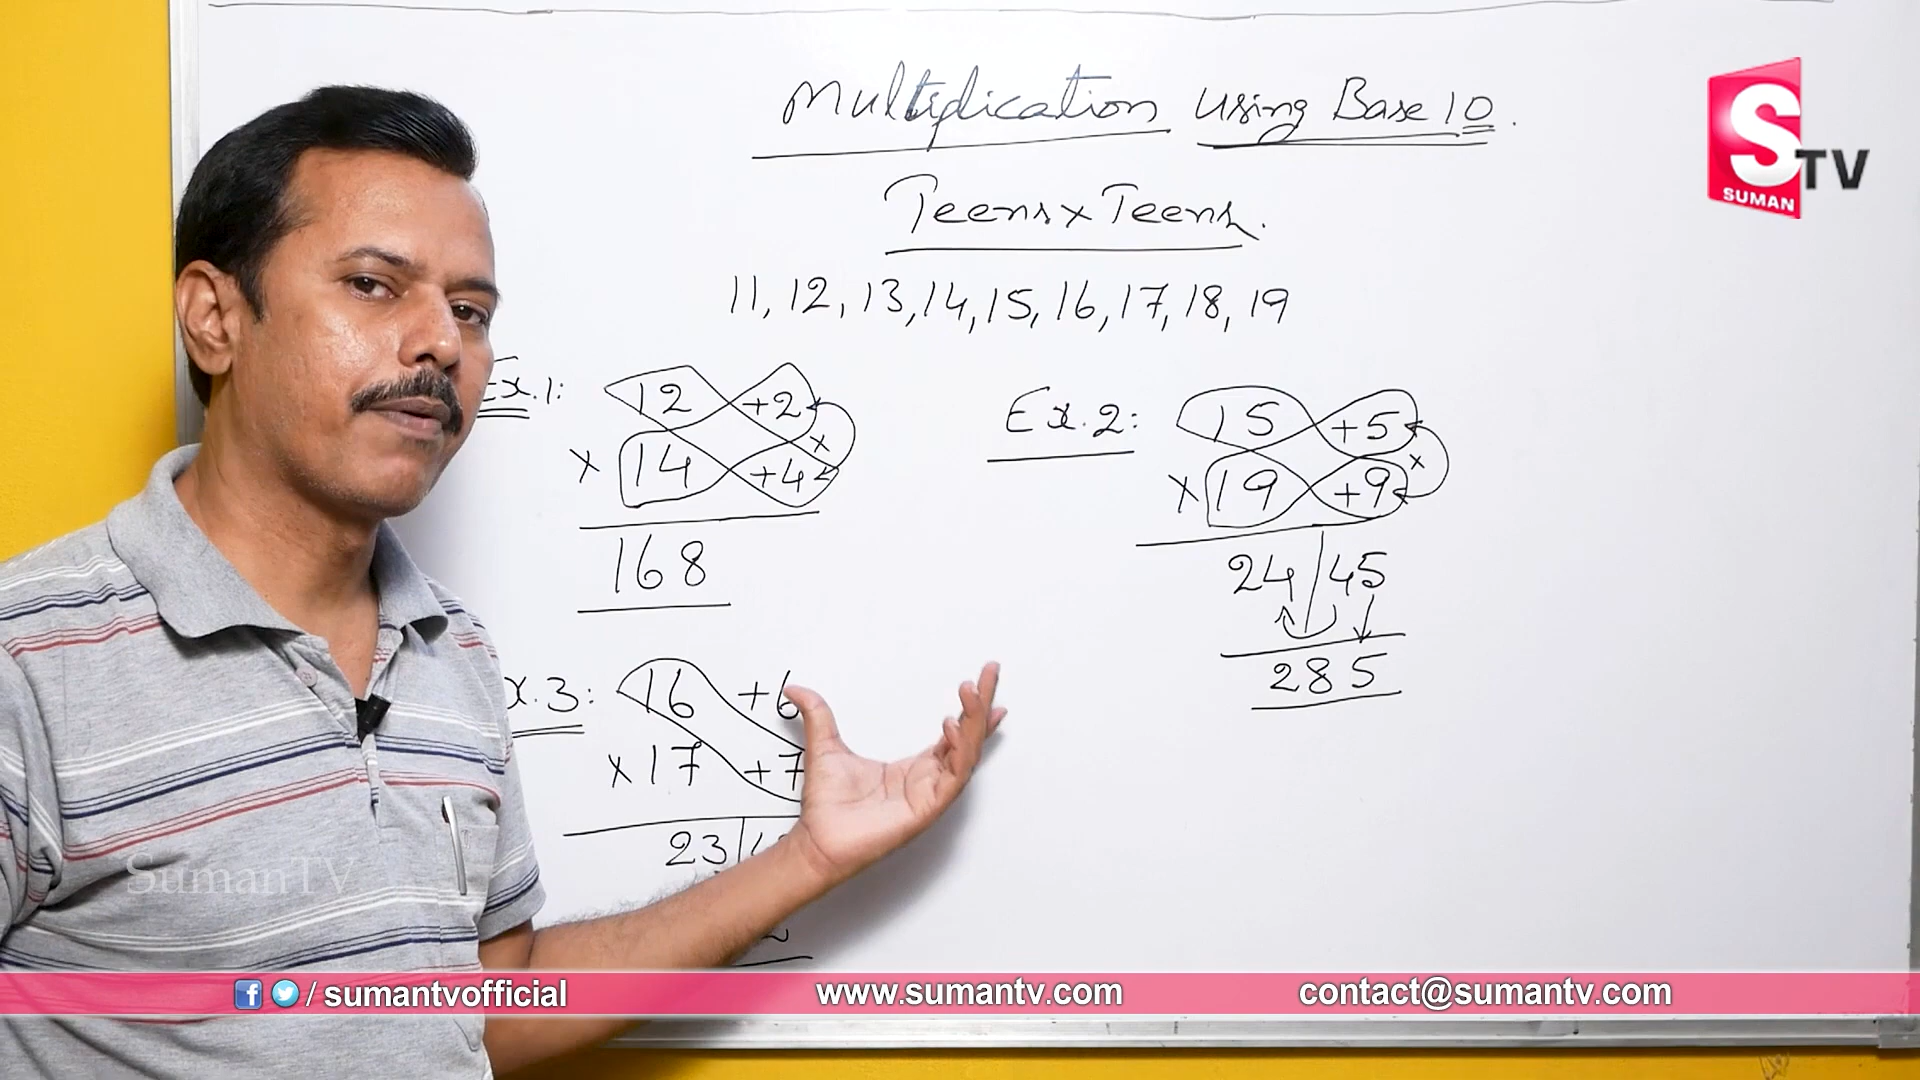 Multiplication using Base 10.
Teens x Teens.
11, 12, 13, 14, 15, 16, 17, 18, 19
Ex.1:
12 +2
x 14 +4
x
168
Ex.2:
15 +5
x 19 +9
x
24 | 45
285
x.3:
16 +6
x 17 +7
23 |
S
SUMAN
TV
SumanTV
f / sumantvofficial
www.sumantv.com
contact@sumantv.com